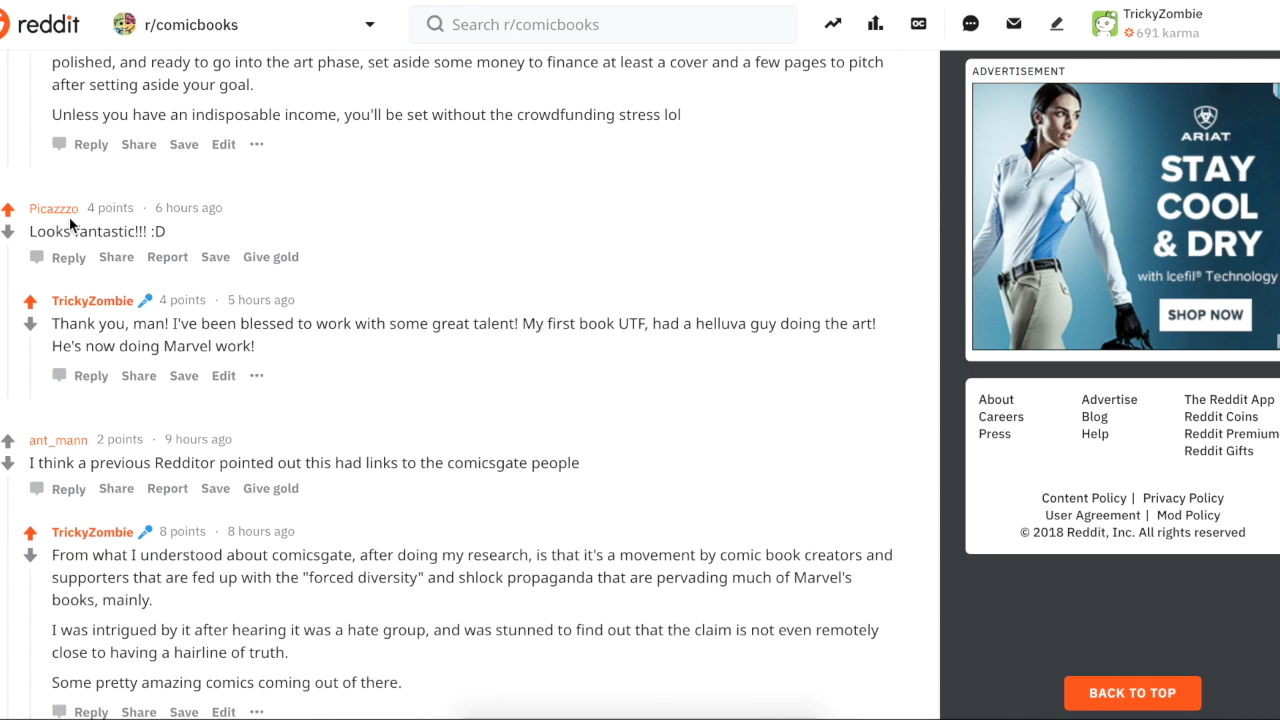 reddit
r/comicbooks
Search r/comicbooks
TrickyZombie
691 karma
polished, and ready to go into the art phase, set aside some money to finance at least a cover and a few pages to pitch
after setting aside your goal.
Unless you have an indisposable income, you'll be set without the crowdfunding stress lol
Reply Share Save Edit
Picazzzo 4 points · 6 hours ago
Looks fantastic!!! :D
Reply Share Report Save Give gold
TrickyZombie 4 points · 5 hours ago
Thank you, man! I've been blessed to work with some great talent! My first book UTF, had a helluva guy doing the art!
He's now doing Marvel work!
Reply Share Save Edit
ant_mann 2 points · 9 hours ago
I think a previous Redditor pointed out this had links to the comicsgate people
Reply Share Report Save Give gold
TrickyZombie 8 points · 8 hours ago
From what I understood about comicsgate, after doing my research, is that it's a movement by comic book creators and
supporters that are fed up with the "forced diversity" and shlock propaganda that are pervading much of Marvel's
books, mainly.
I was intrigued by it after hearing it was a hate group, and was stunned to find out that the claim is not even remotely
close to having a hairline of truth.
Some pretty amazing comics coming out of there.
Reply Share Save Edit
ADVERTISEMENT
ARIAT
STAY
COOL
& DRY
with Icefil® Technology
SHOP NOW
About Advertise The Reddit App
Careers Blog Reddit Coins
Press Help Reddit Premium
Reddit Gifts
Content Policy | Privacy Policy
User Agreement | Mod Policy
© 2018 Reddit, Inc. All rights reserved
BACK TO TOP